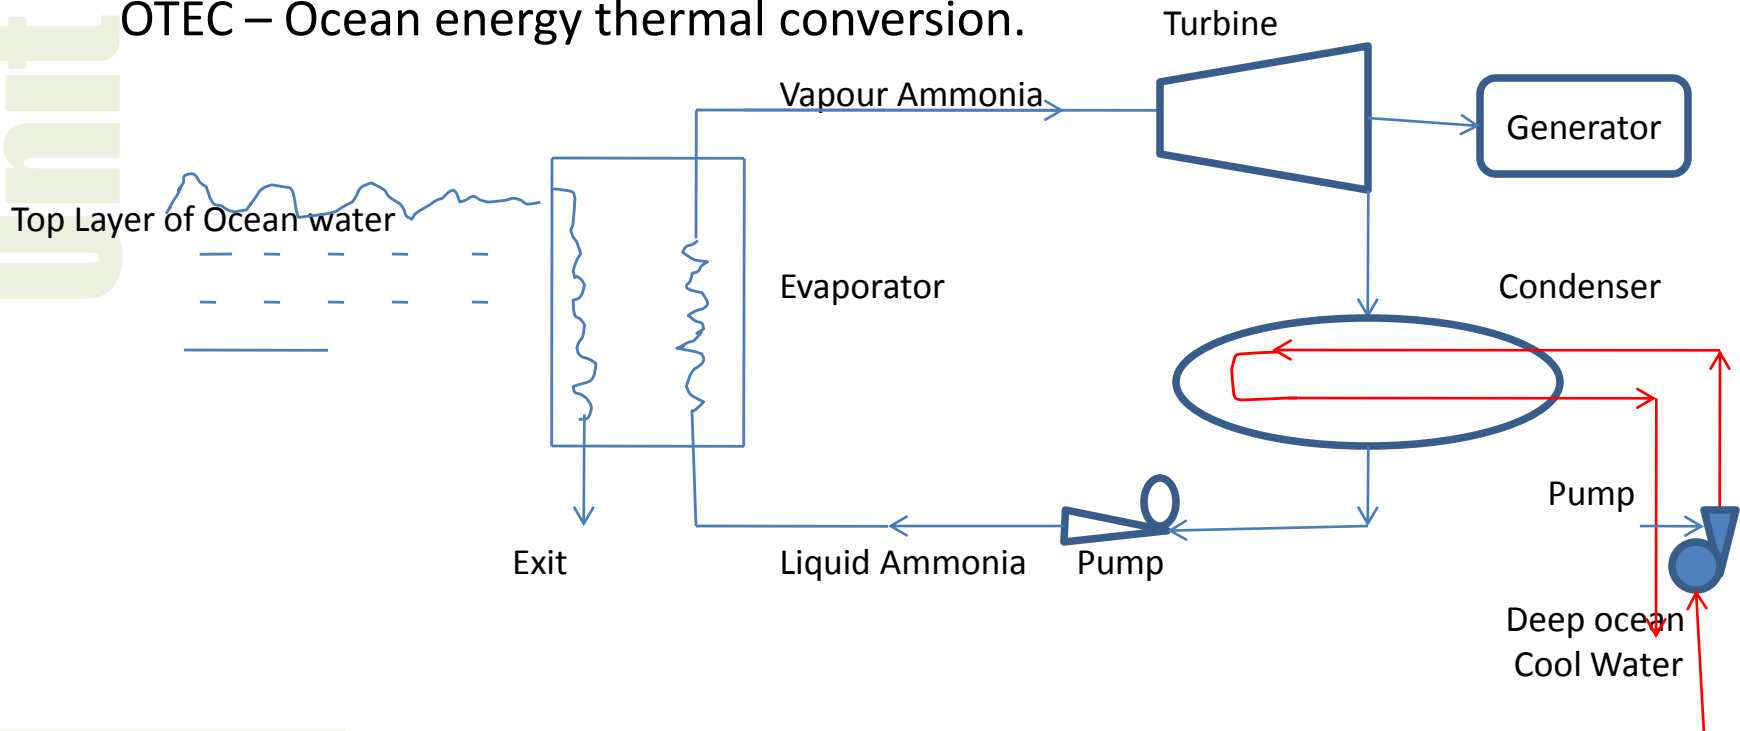 OTEC – Ocean energy thermal conversion.
Turbine
Vapour Ammonia
Generator
Top Layer of Ocean water
Evaporator
Condenser
Pump
Exit
Liquid Ammonia
Pump
Deep ocean
Cool Water
unit